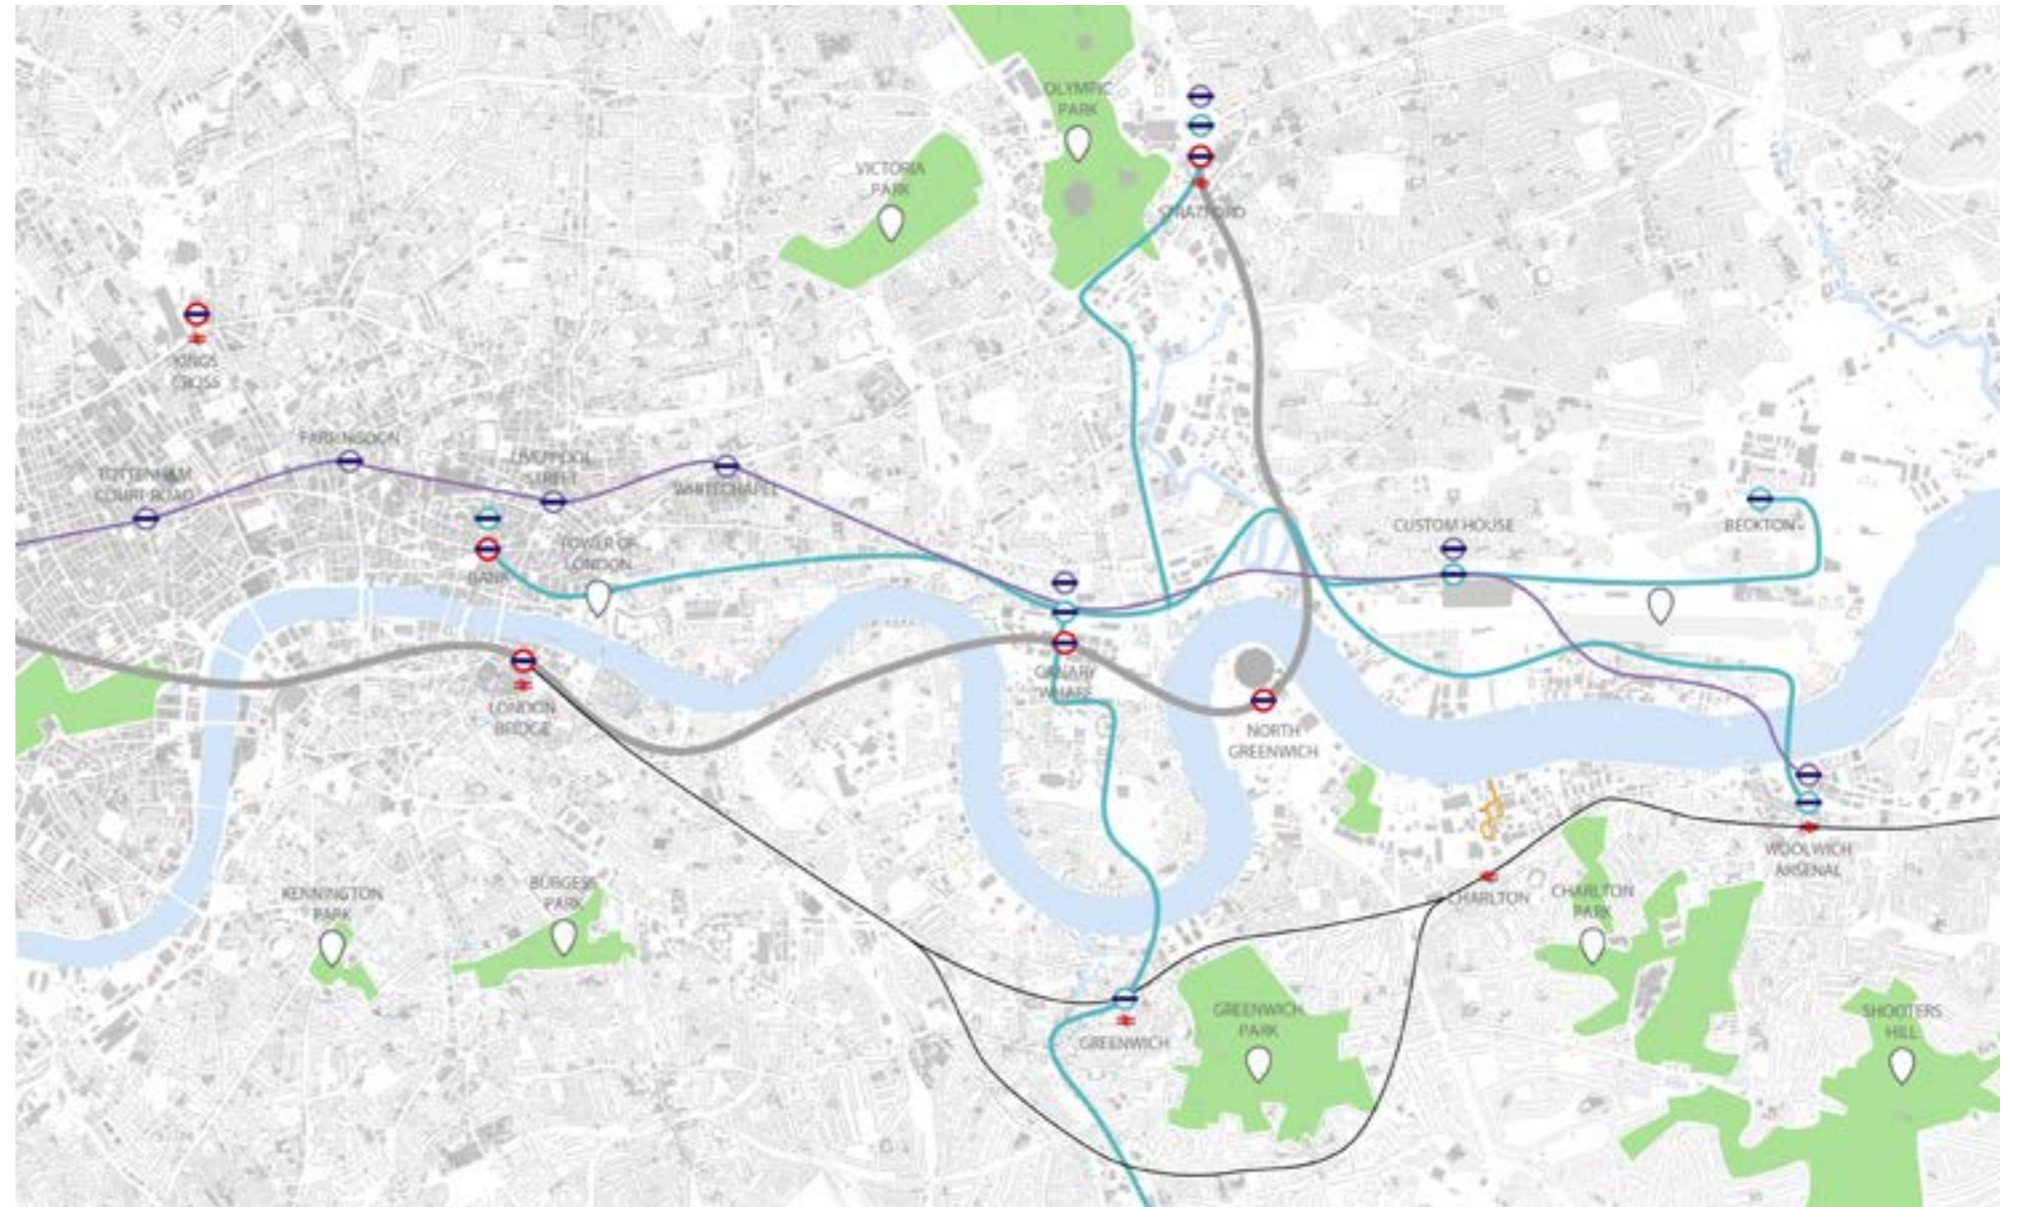 OLYMPIC
PARK
VICTORIA
PARK
STRATFORD
KINGS
CROSS
FARRINGDON
TOTTENHAM
COURT ROAD
LIVERPOOL
STREET
WHITECHAPEL
CUSTOM HOUSE
BECKTON
TOWER OF
LONDON
BANK
CANARY
WHARF
LONDON
BRIDGE
NORTH
GREENWICH
WOOLWICH
ARSENAL
KENNINGTON
PARK
BURGESS
PARK
CHARLTON
CHARLTON
PARK
GREENWICH
PARK
SHOOTERS
HILL
GREENWICH